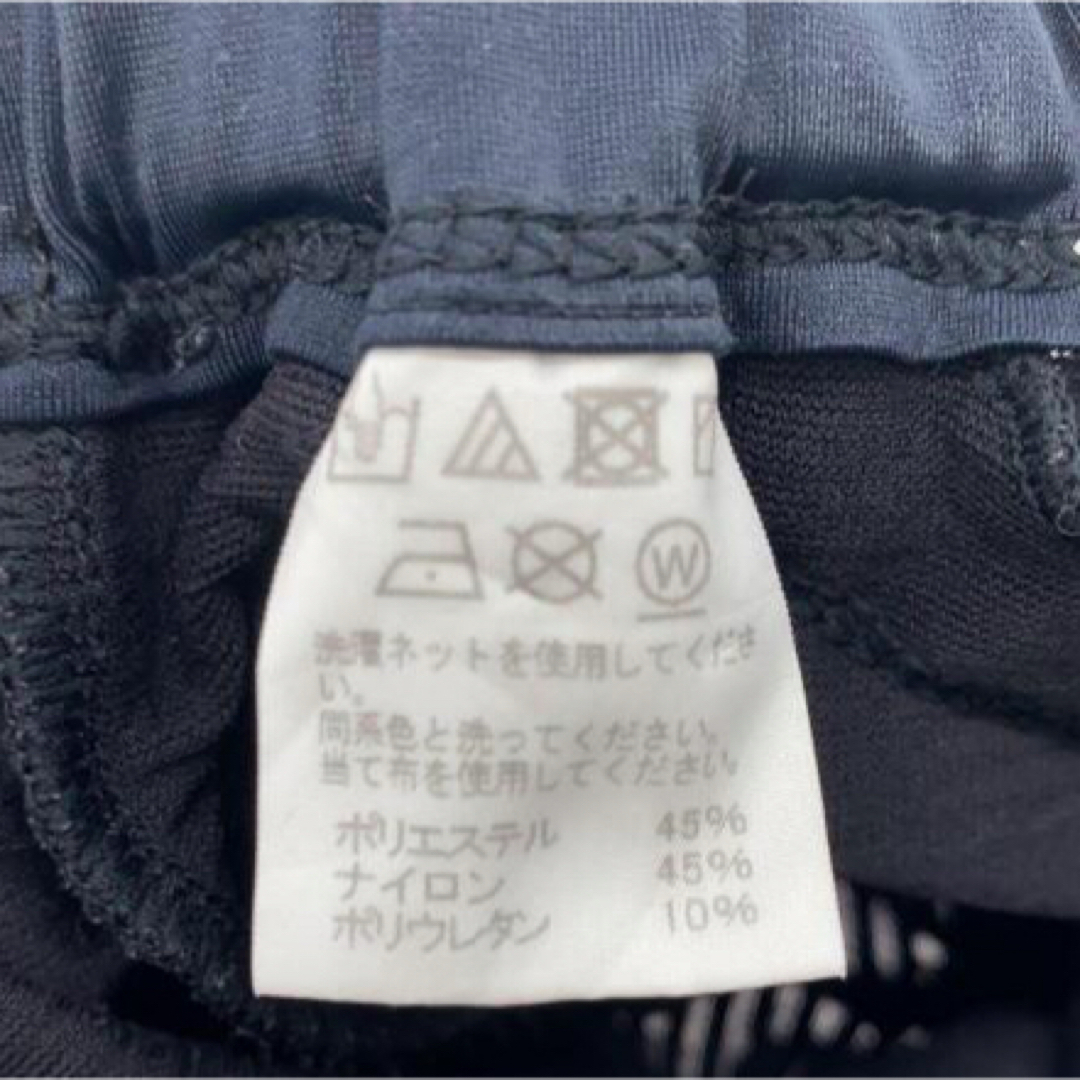 W
洗濯ネットを使用してくださ
い。
同系色と洗ってください。
当て布を使用してください。
ポリエステル 45%
ナイロン 45%
ポリウレタン 10%